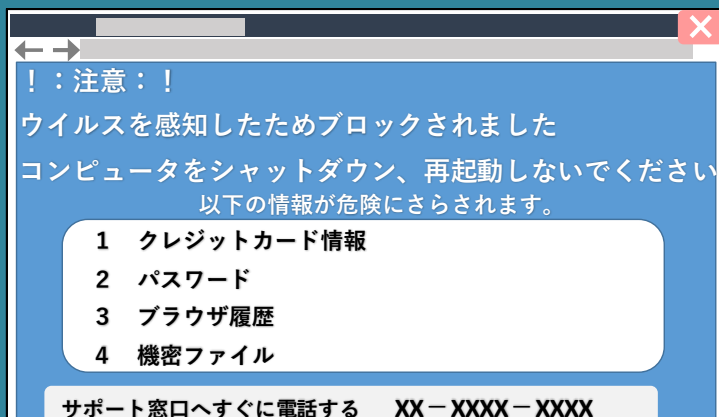 ！：注意：！
ウイルスを感知したためブロックされました
コンピュータをシャットダウン、再起動しないでください
以下の情報が危険にさらされます。
1 クレジットカード情報
2 パスワード
3 ブラウザ履歴
4 機密ファイル
サポート窓口へすぐに電話する XX－XXXX－XXXX